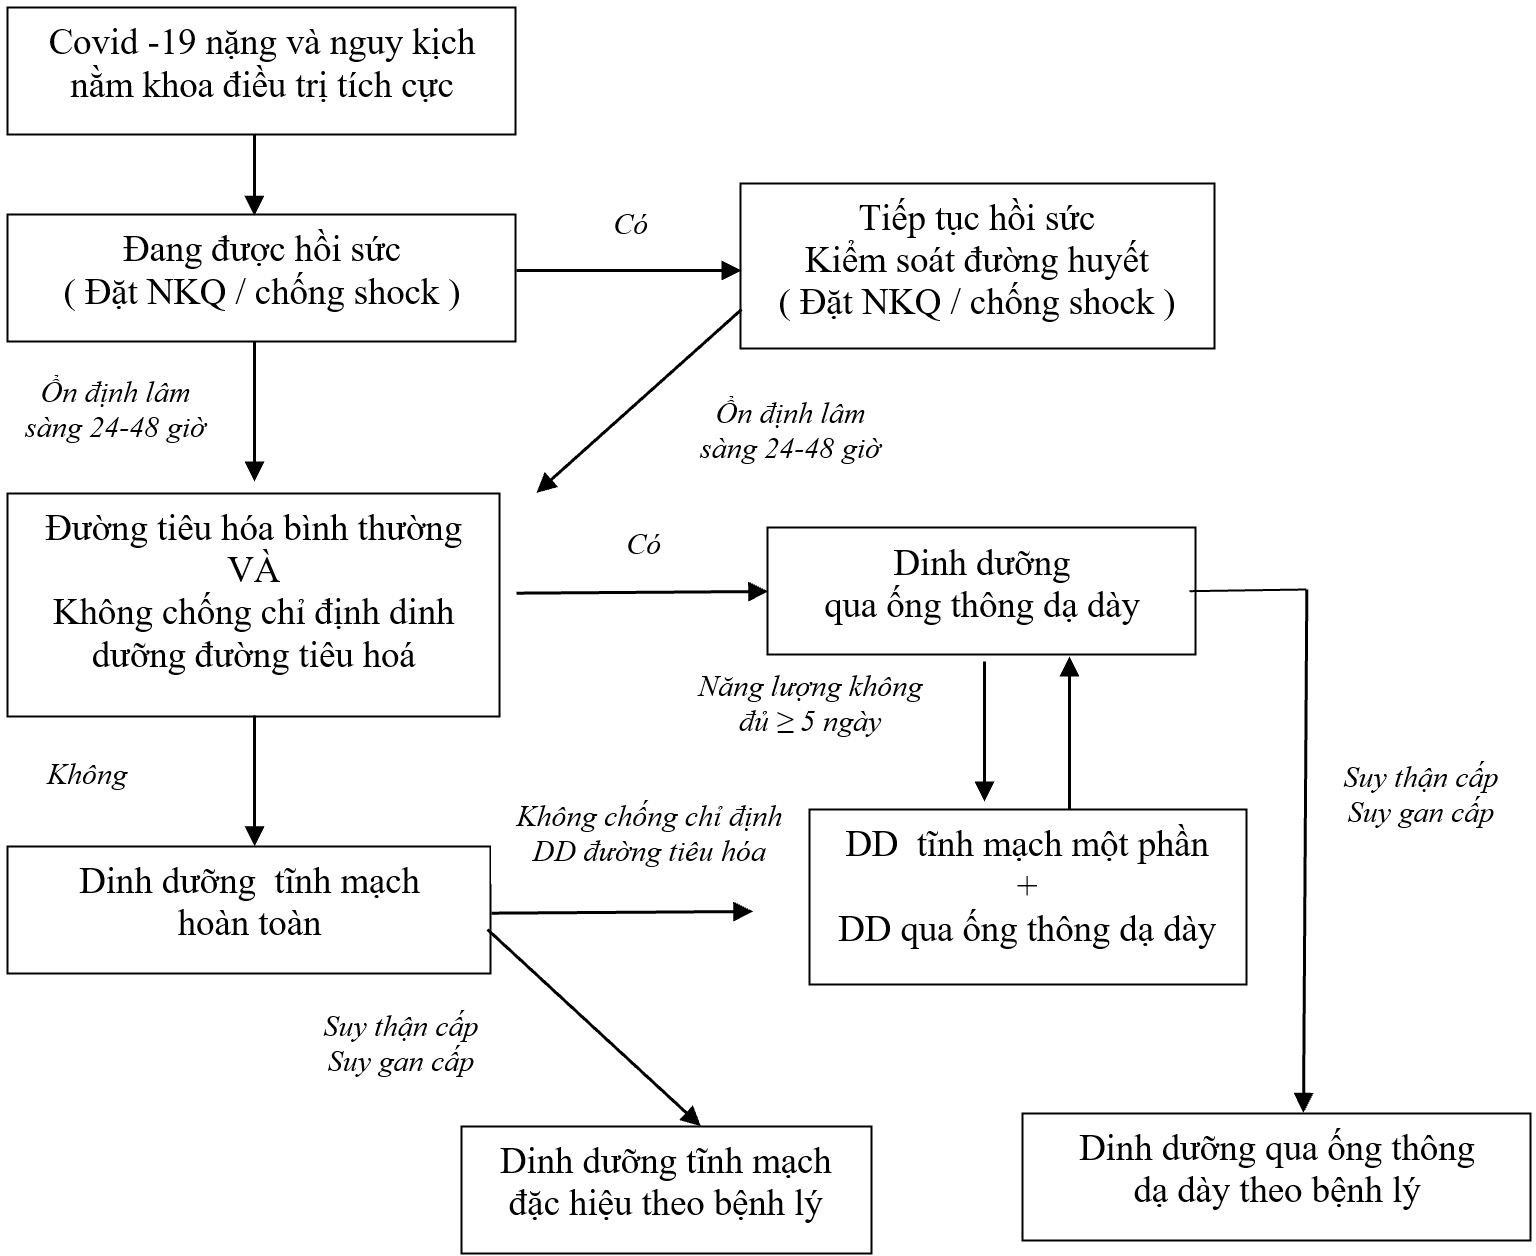 Covid -19 nặng và nguy kịch
nằm khoa điều trị tích cực
Đang được hồi sức
( Đặt NKQ / chống shock )
Có
Tiếp tục hồi sức
Kiểm soát đường huyết
( Đặt NKQ / chống shock )
Ổn định lâm
sàng 24-48 giờ
Ổn định lâm
sàng 24-48 giờ
Đường tiêu hóa bình thường
VÀ
Không chống chỉ định dinh
dưỡng đường tiêu hoá
Có
Dinh dưỡng
qua ống thông dạ dày
Năng lượng không
đủ ≥ 5 ngày
Không
Suy thận cấp
Suy gan cấp
Không chống chỉ định
DD đường tiêu hóa
Dinh dưỡng tĩnh mạch
hoàn toàn
DD tĩnh mạch một phần
+
DD qua ống thông dạ dày
Suy thận cấp
Suy gan cấp
Dinh dưỡng tĩnh mạch
đặc hiệu theo bệnh lý
Dinh dưỡng qua ống thông
dạ dày theo bệnh lý